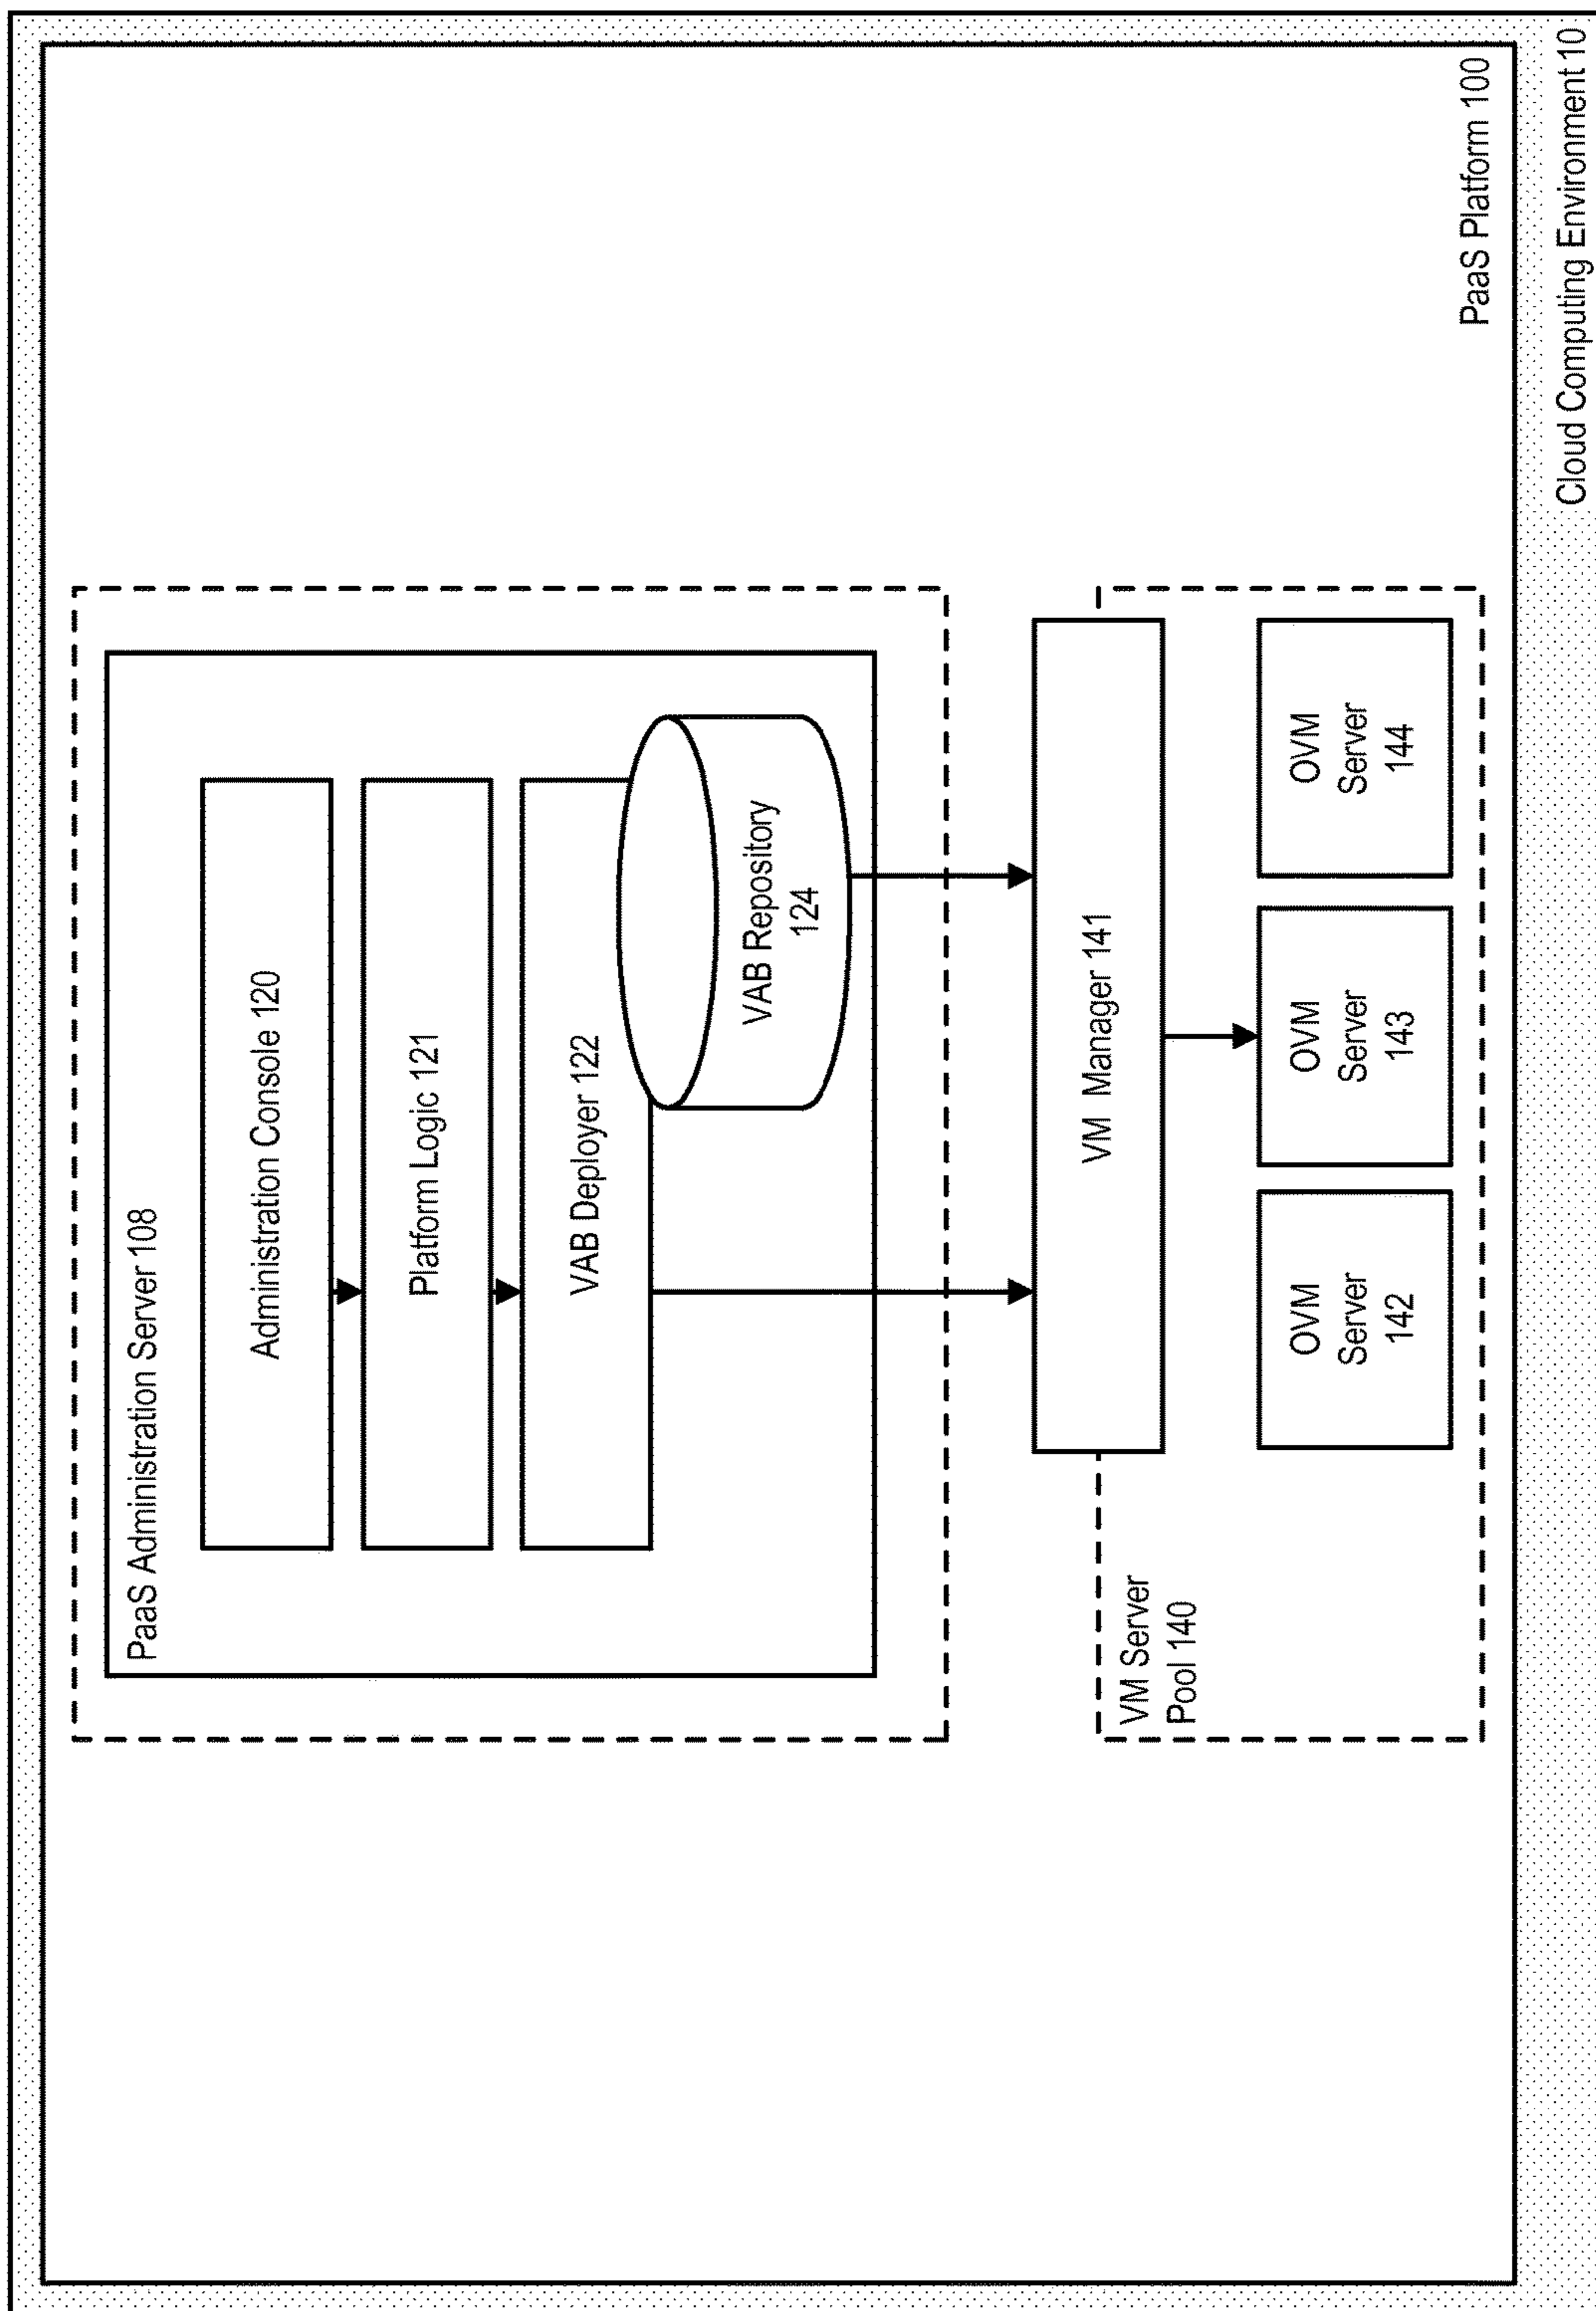 PaaS Administration Server 108
Administration Console 120
Platform Logic 121
VAB Deployer 122
VAB Repository
124
VM Manager 141
VM Server
Pool 140
OVM
Server
142
OVM
Server
143
OVM
Server
144
PaaS Platform 100
Cloud Computing Environment 10